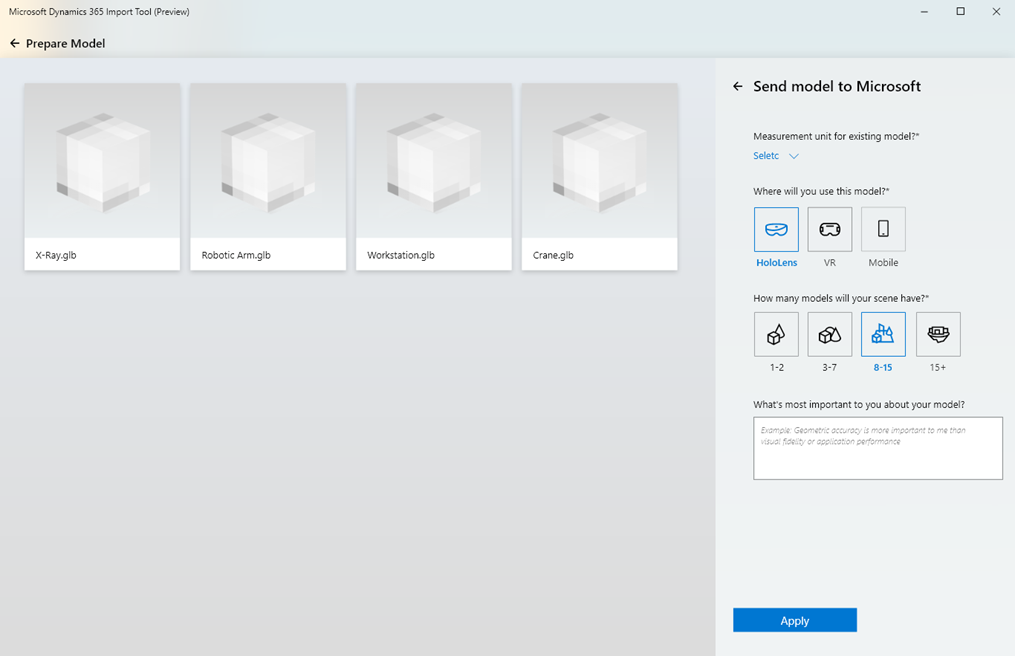 Microsoft Dynamics 365 Import Tool (Preview)
Prepare Model
X-Ray.glb
Robotic Arm.glb
Workstation.glb
Crane.glb
Send model to Microsoft
Measurement unit for existing model?*
Seletc
Where will you use this model?*
HoloLens
VR
Mobile
How many models will your scene have?*
1-2
3-7
8-15
15+
What's most important to you about your model?
Example: Geometric accuracy is more important to me than
visual fidelity or application performance
Apply